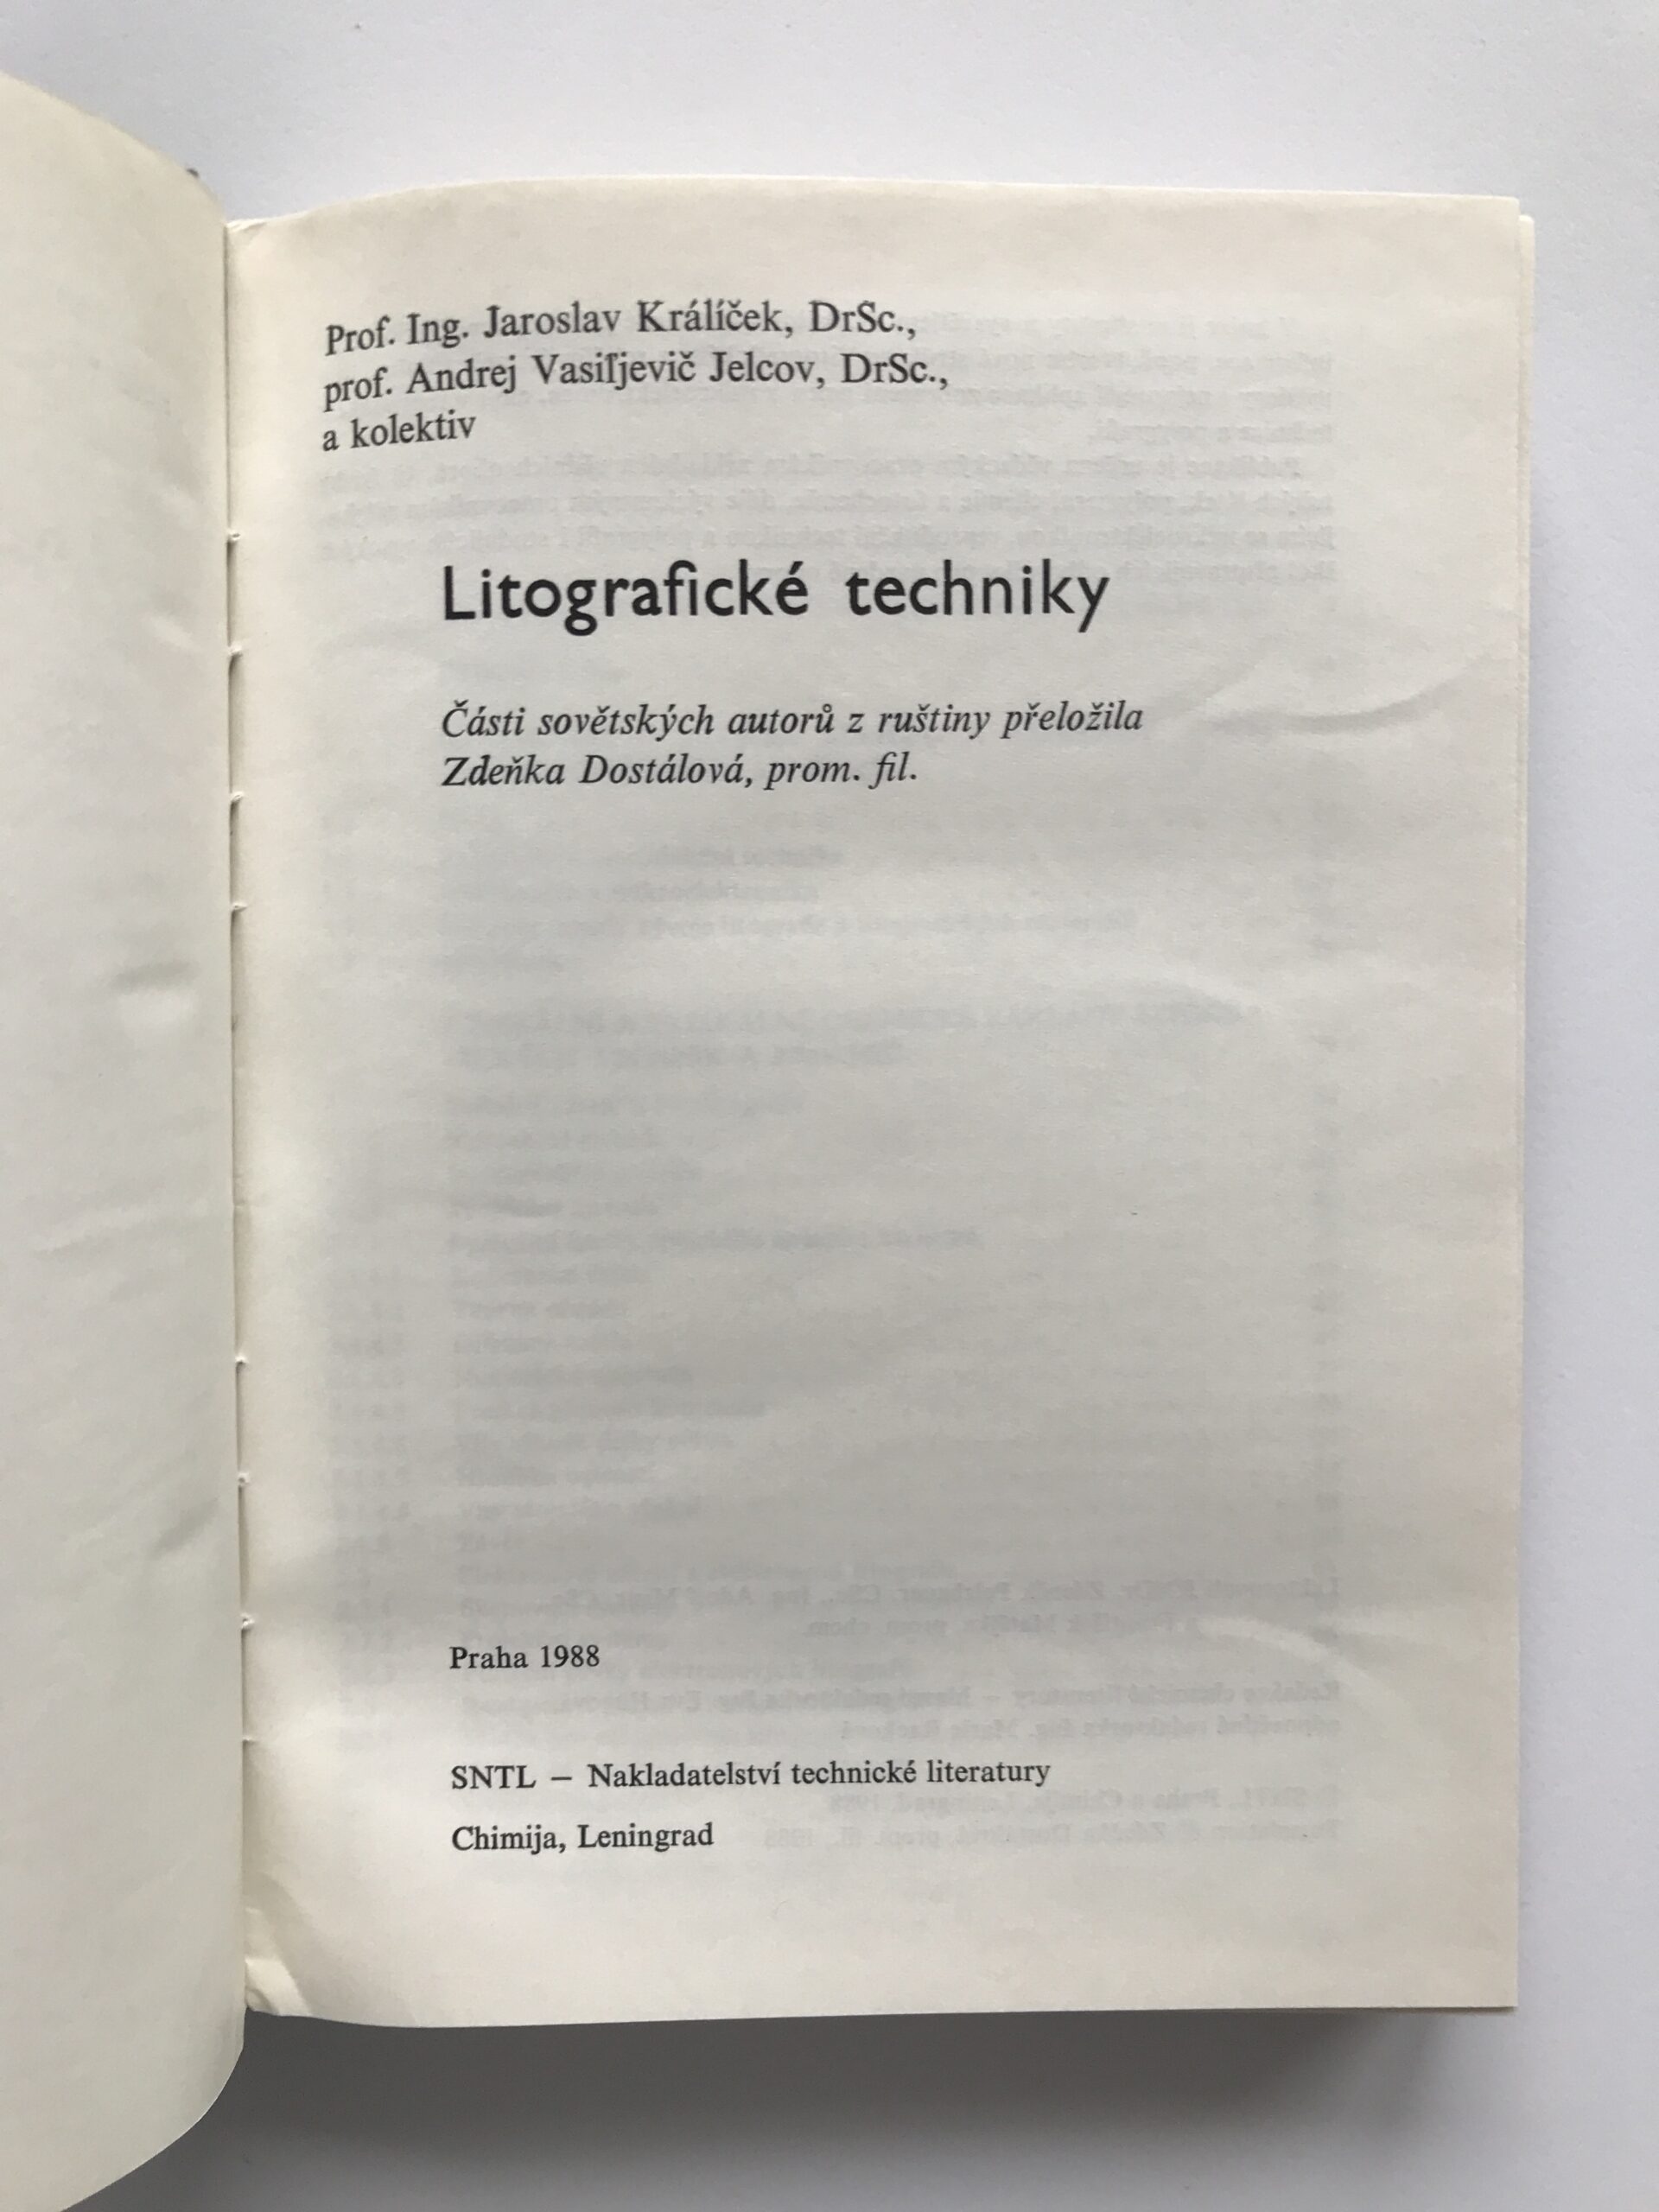 Prof. Ing. Jaroslav Králíček, DrSc.,
prof. Andrej Vasiľjevič Jelcov, DrSc.,
a kolektiv
Litografické techniky
Části sovětských autorů z ruštiny přeložila
Zdeňka Dostálová, prom. fil.
Praha 1988
SNTL – Nakladatelství technické literatury
Chimija, Leningrad